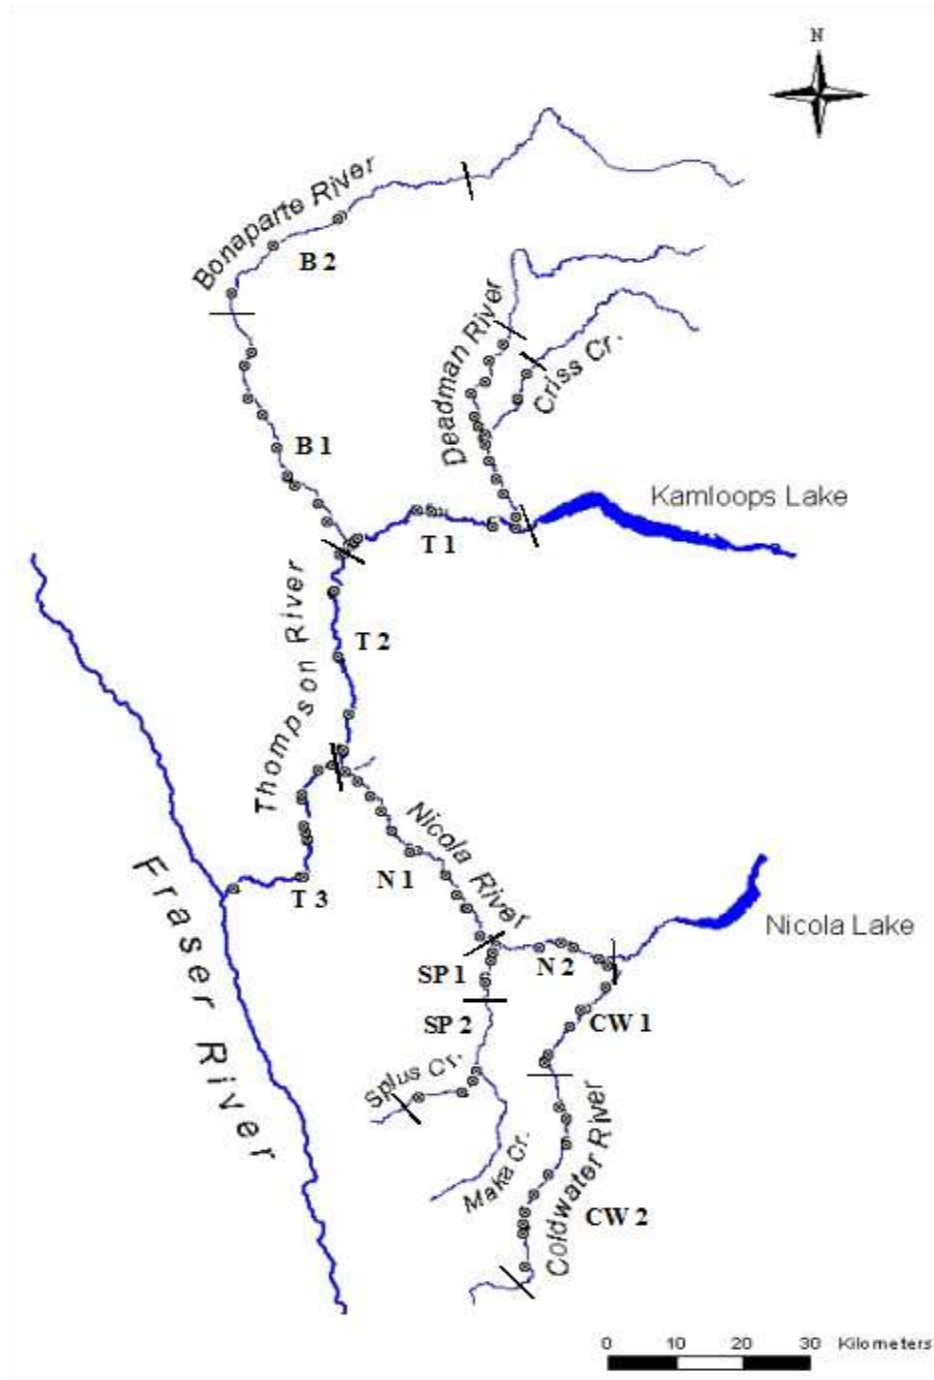 N
Bonaparte River
B 2
Deadman River
Criss Cr.
B 1
Kamloops Lake
T 1
Thompson River
T 2
Nicola River
N 1
T 3
Fraser River
Nicola Lake
SP 1
N 2
SP 2
CW 1
Splus Cr.
Maka Cr.
Coldwater River
CW 2
0 10 20 30 Kilometers